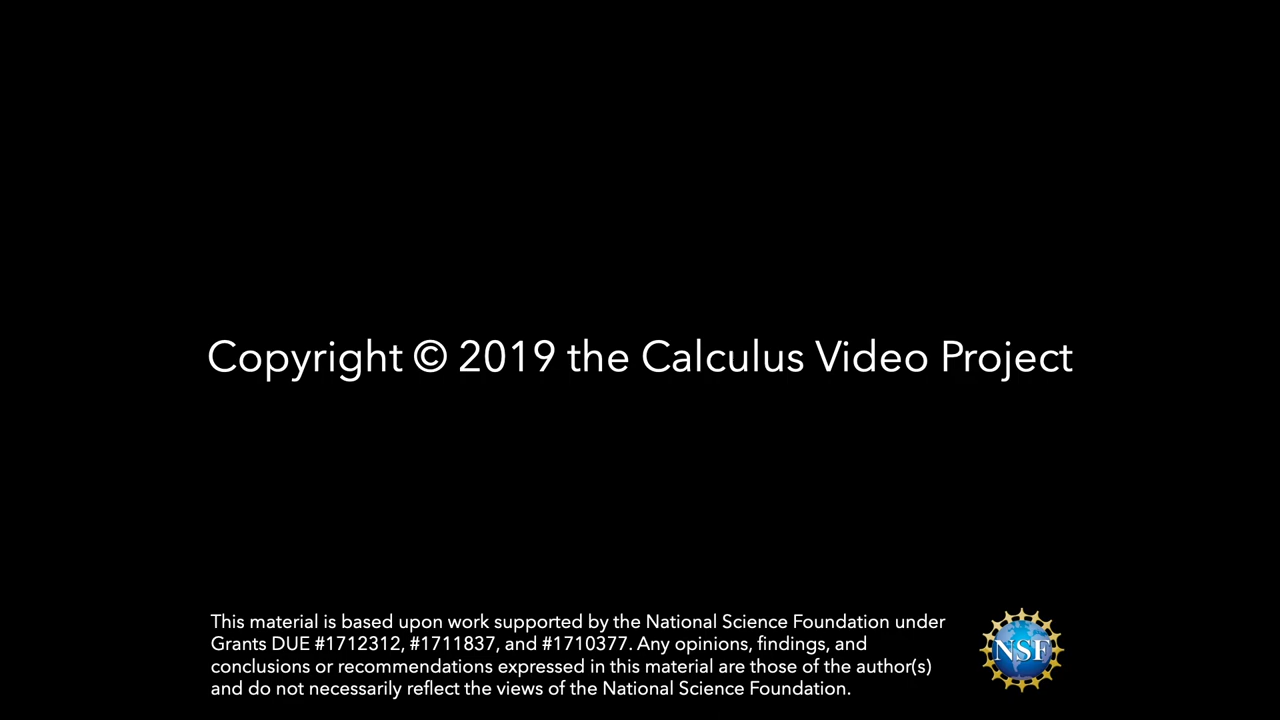 Copyright © 2019 the Calculus Video Project
This material is based upon work supported by the National Science Foundation under
Grants DUE #1712312, #1711837, and #1710377. Any opinions, findings, and
conclusions or recommendations expressed in this material are those of the author(s)
and do not necessarily reflect the views of the National Science Foundation.
NSF